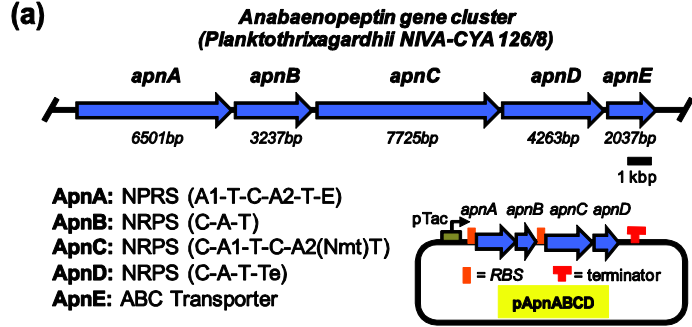 (a)
Anabaenopeptin gene cluster
(Planktothrixagardhii NIVA-CYA 126/8)
apnA apnB apnC apnD apnE
6501bp 3237bp 7725bp 4263bp 2037bp
1 kbp
ApnA: NPRS (A1-T-C-A2-T-E)
ApnB: NRPS (C-A-T)
ApnC: NRPS (C-A1-T-C-A2(Nmt)T)
ApnD: NRPS (C-A-T-Te)
ApnE: ABC Transporter
pTac apnA apnB apnC apnD
= RBS = terminator
pApnABCD